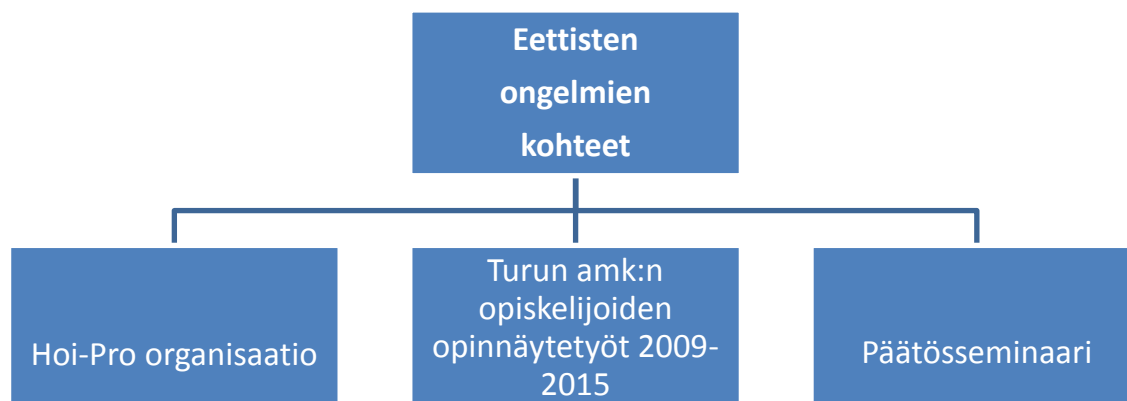 Eettisten
ongelmien
kohteet
Hoi-Pro organisaatio
Turun amk:n
opiskelijoiden
opinnäytetyöt 2009-
2015
Päätösseminaari